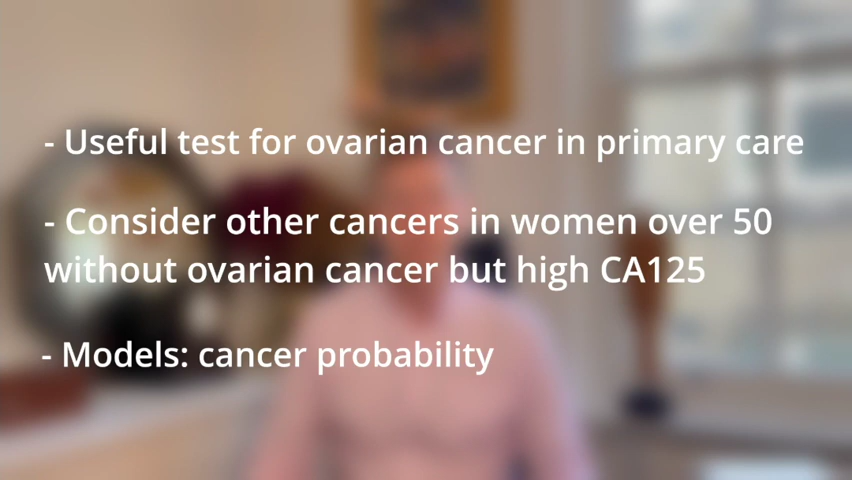 - Useful test for ovarian cancer in primary care
- Consider other cancers in women over 50
without ovarian cancer but high CA125
- Models: cancer probability